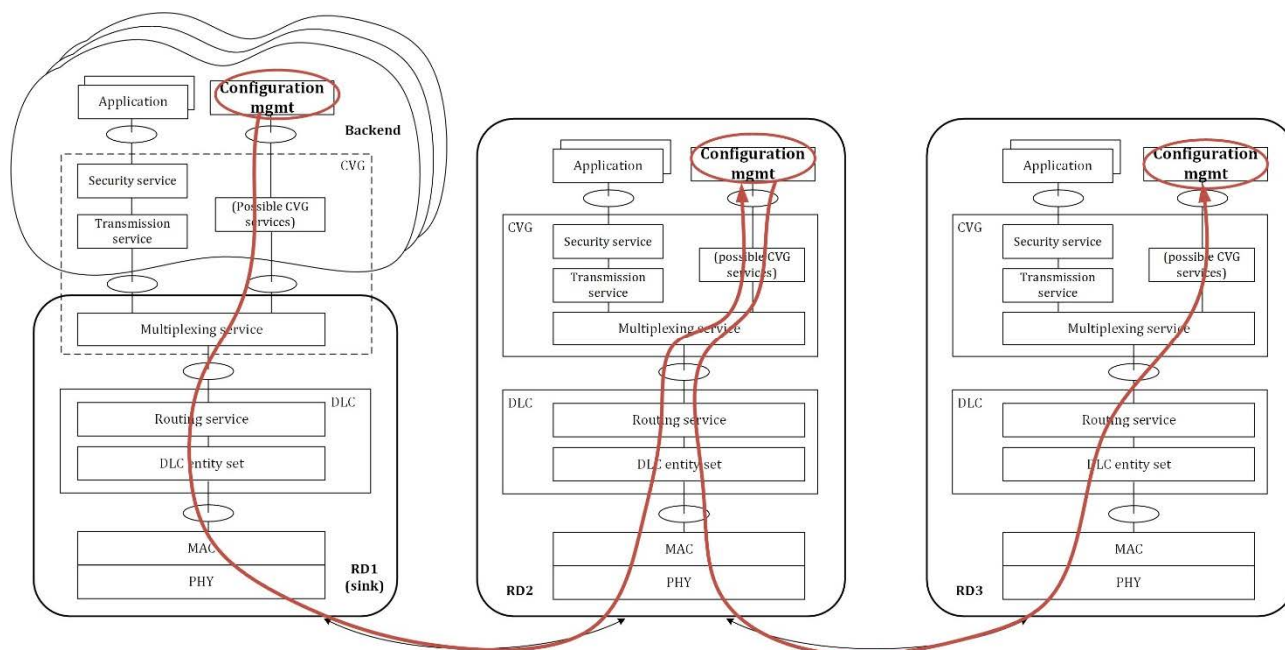 Application
Configuration
mgmt
Backend
CVG
Security service
Transmission
service
(Possible CVG
services)
Multiplexing service
DLC
Routing service
DLC entity set
MAC
PHY
RD1
(sink)
Application
Configuration
mgmt
CVG
Security service
Transmission
service
(possible CVG
services)
Multiplexing service
DLC
Routing service
DLC entity set
MAC
PHY
RD2
Application
Configuration
mgmt
CVG
Security service
Transmission
service
(possible CVG
services)
Multiplexing service
DLC
Routing service
DLC entity set
MAC
PHY
RD3